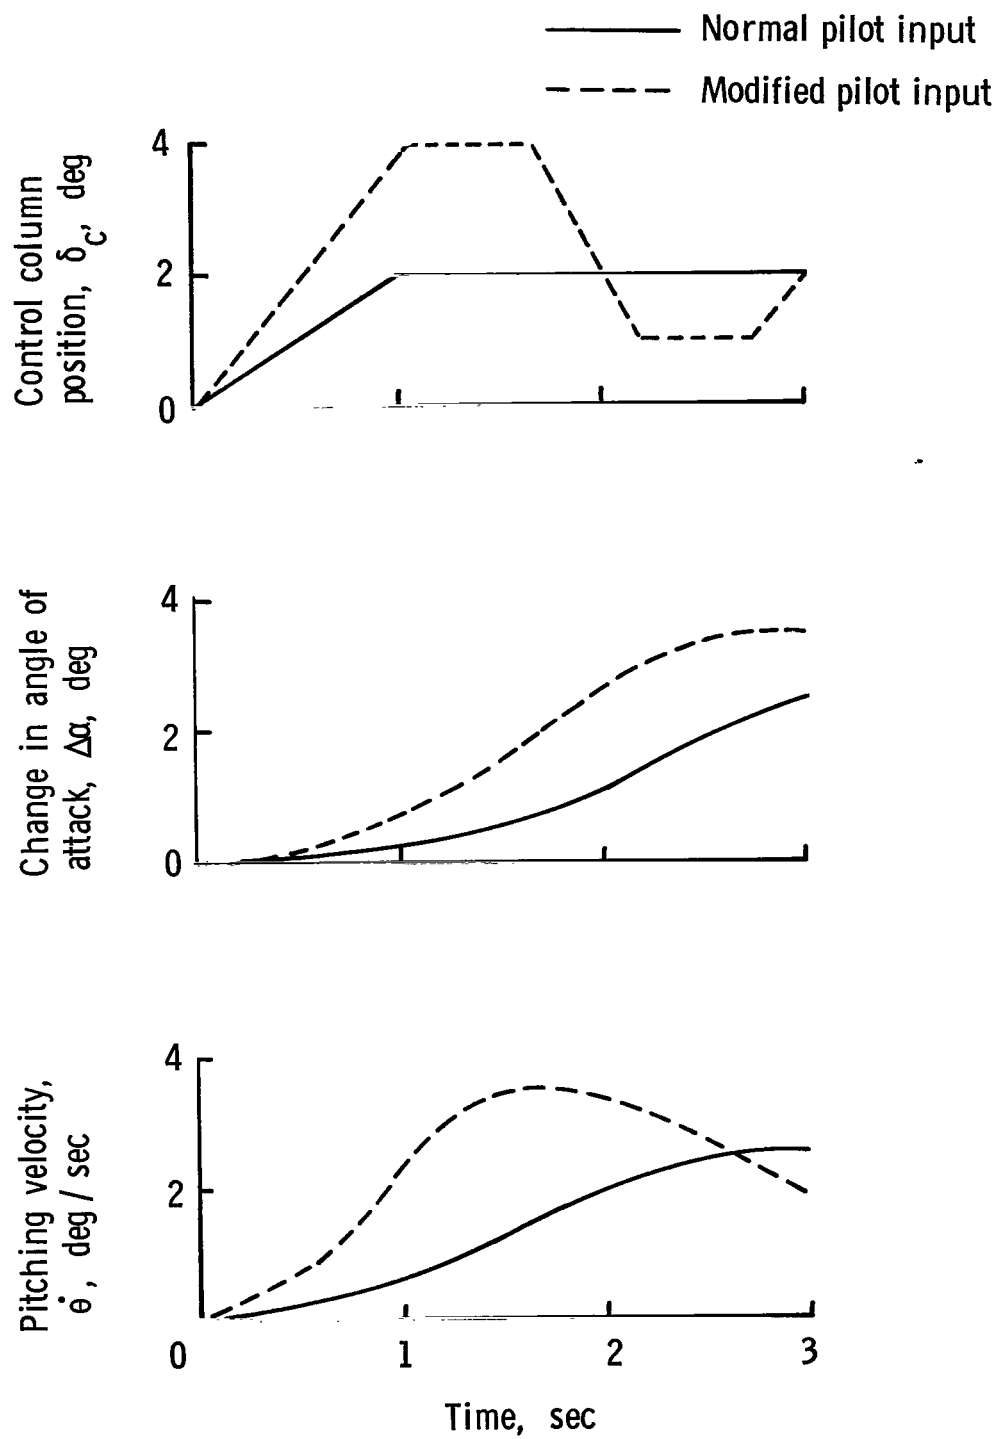 Normal pilot input
Modified pilot input
Control column
position, δc, deg
4
2
0
Change in angle of
attack, Δα, deg
4
2
0
Pitching velocity,
θ̇, deg/sec
4
2
0
1
2
3
Time, sec